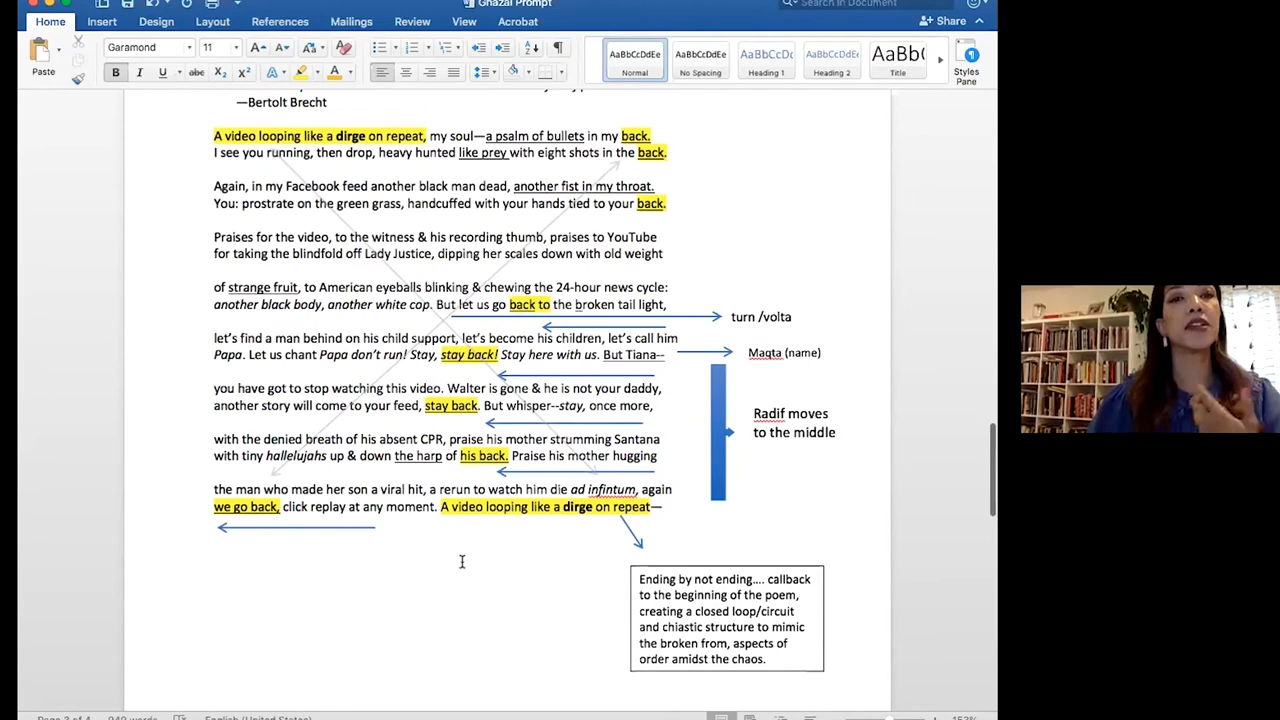 Ghazal Prompt
Search in Document
Home Insert Design Layout References Mailings Review View Acrobat
Share
Paste
Garamond 11
AaBbCcDdEe AaBbCcDdEe AaBbCcDc AaBbCcDdEe AaBb(
Normal No Spacing Heading 1 Heading 2 Title
Styles
Pane
—Bertolt Brecht
A video looping like a dirge on repeat, my soul—a psalm of bullets in my back.
I see you running, then drop, heavy hunted like prey with eight shots in the back.
Again, in my Facebook feed another black man dead, another fist in my throat.
You: prostrate on the green grass, handcuffed with your hands tied to your back.
Praises for the video, to the witness & his recording thumb, praises to YouTube
for taking the blindfold off Lady Justice, dipping her scales down with old weight
of strange fruit, to American eyeballs blinking & chewing the 24-hour news cycle:
another black body, another white cop. But let us go back to the broken tail light,
let's find a man behind on his child support, let's become his children, let's call him
Papa. Let us chant Papa don't run! Stay, stay back! Stay here with us. But Tiana--
you have got to stop watching this video. Walter is gone & he is not your daddy,
another story will come to your feed, stay back. But whisper--stay, once more,
with the denied breath of his absent CPR, praise his mother strumming Santana
with tiny hallelujahs up & down the harp of his back. Praise his mother hugging
the man who made her son a viral hit, a rerun to watch him die ad infintum, again
we go back, click replay at any moment. A video looping like a dirge on repeat—
turn /volta
Maqta (name)
Radif moves
to the middle
Ending by not ending.... callback
to the beginning of the poem,
creating a closed loop/circuit
and chiastic structure to mimic
the broken from, aspects of
order amidst the chaos.
English (United States)
153%